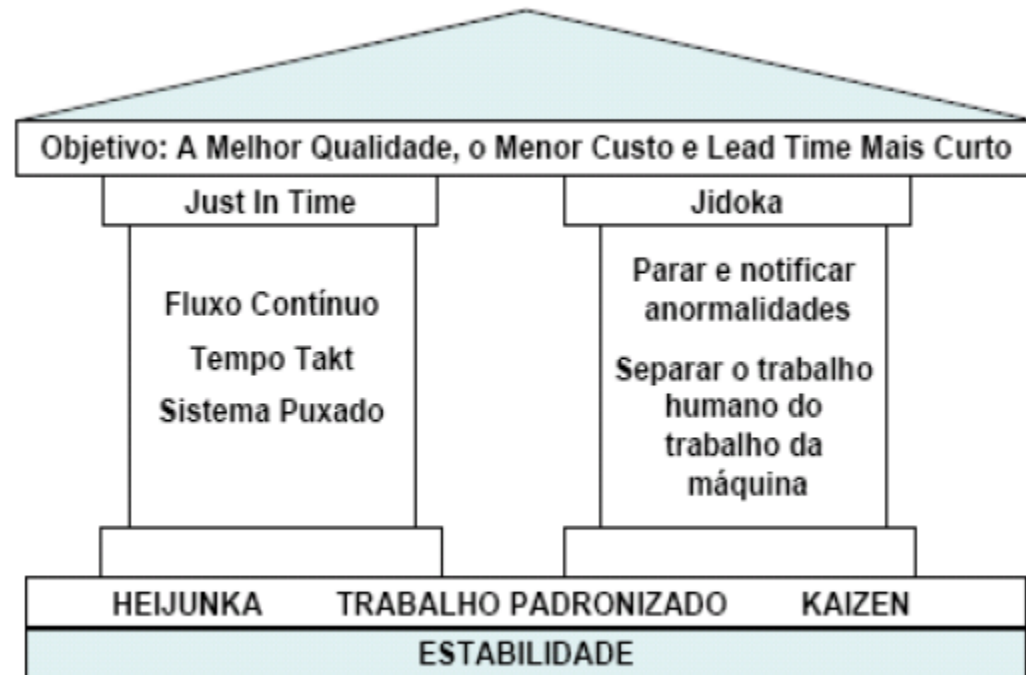 Objetivo: A Melhor Qualidade, o Menor Custo e Lead Time Mais Curto
Just In Time
Fluxo Contínuo
Tempo Takt
Sistema Puxado
Jidoka
Parar e notificar
anormalidades
Separar o trabalho
humano do
trabalho da
máquina
HEIJUNKA TRABALHO PADRONIZADO KAIZEN
ESTABILIDADE